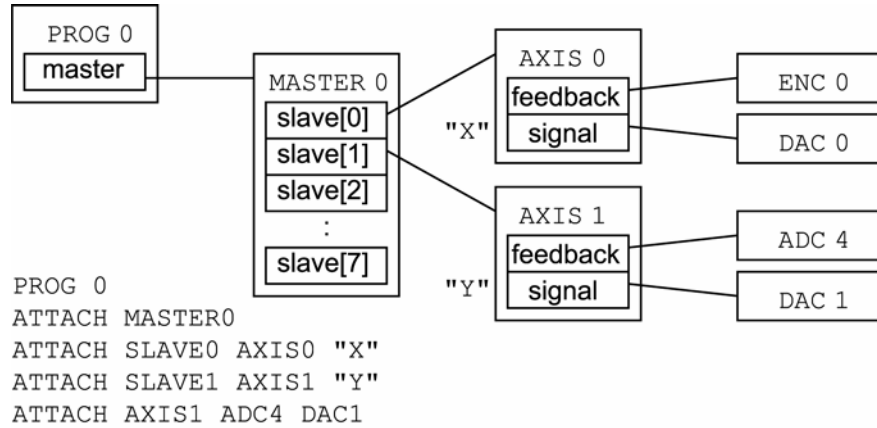 PROG 0
master
MASTER 0
slave[0]
slave[1]
slave[2]
:
slave[7]
"X"
AXIS 0
feedback
signal
ENC 0
DAC 0
"Y"
AXIS 1
feedback
signal
ADC 4
DAC 1
PROG 0
ATTACH MASTER0
ATTACH SLAVE0 AXIS0 "X"
ATTACH SLAVE1 AXIS1 "Y"
ATTACH AXIS1 ADC4 DAC1